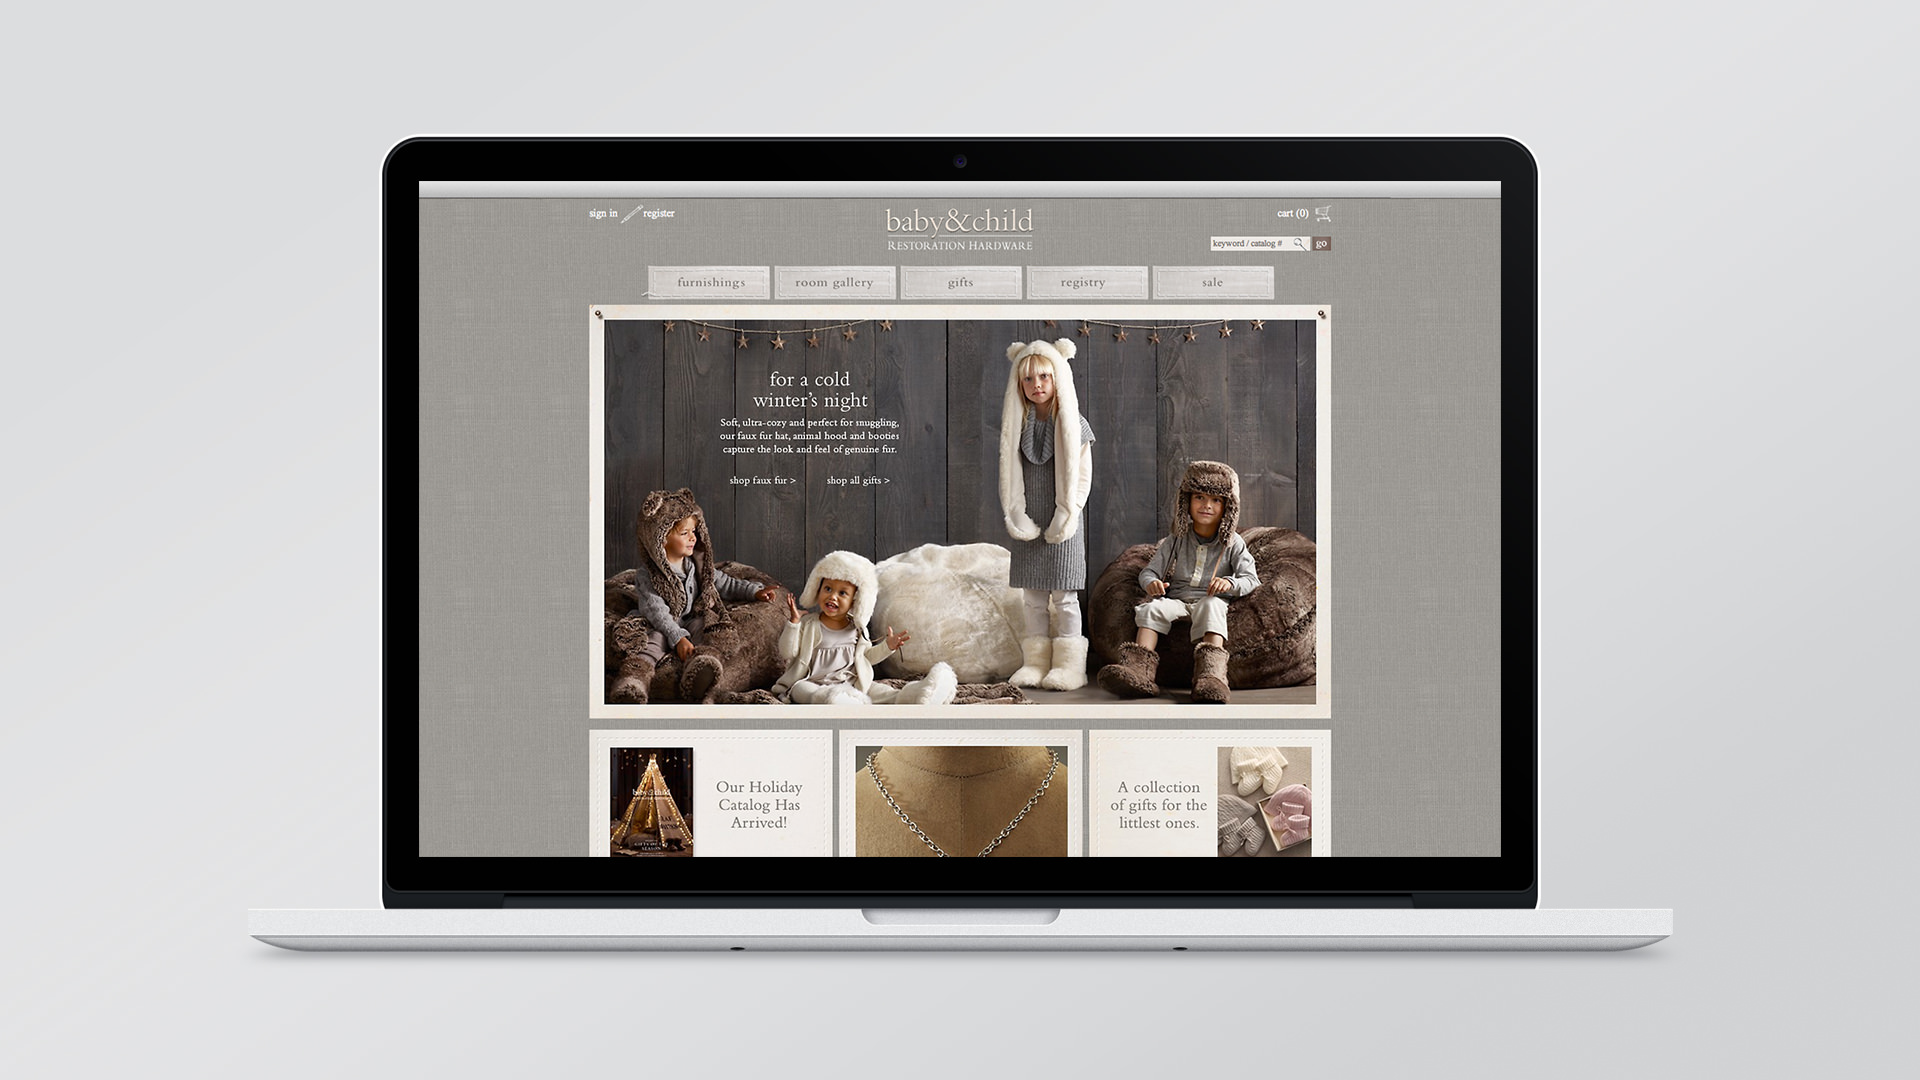 sign in
register
baby&child
RESTORATION HARDWARE
cart (0)
keyword / catalog #
go
furnishings
room gallery
gifts
registry
sale
for a cold
winter's night
Soft, ultra-cozy and perfect for snuggling,
our faux fur hat, animal hood and booties
capture the look and feel of genuine fur.
shop faux fur >
shop all gifts >
baby&child
Our Holiday
Catalog Has
Arrived!
A collection
of gifts for the
littlest ones.